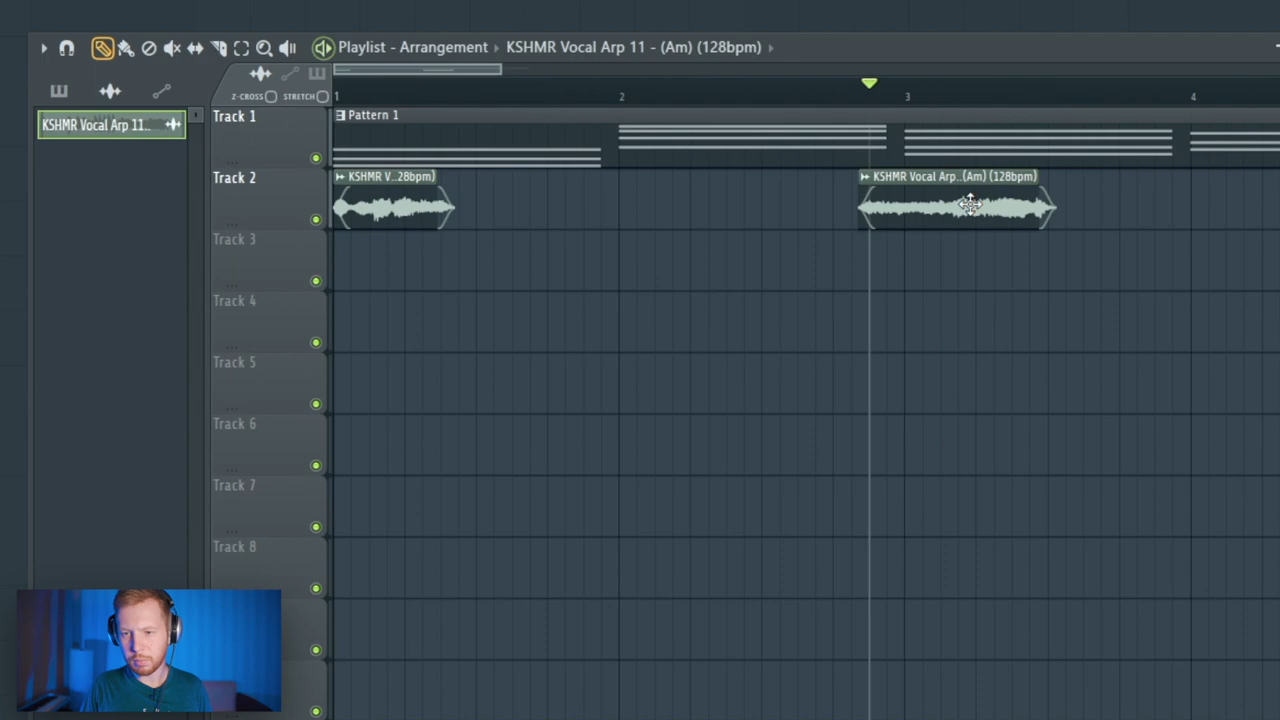 Playlist - Arrangement › KSHMR Vocal Arp 11 - (Am) (128bpm) ›
Z-CROSS STRETCH
1 2 3 4
KSHMR Vocal Arp 11..
Track 1
Pattern 1
Track 2
KSHMR V..28bpm)
KSHMR Vocal Arp..(Am) (128bpm)
Track 3
Track 4
Track 5
Track 6
Track 7
Track 8